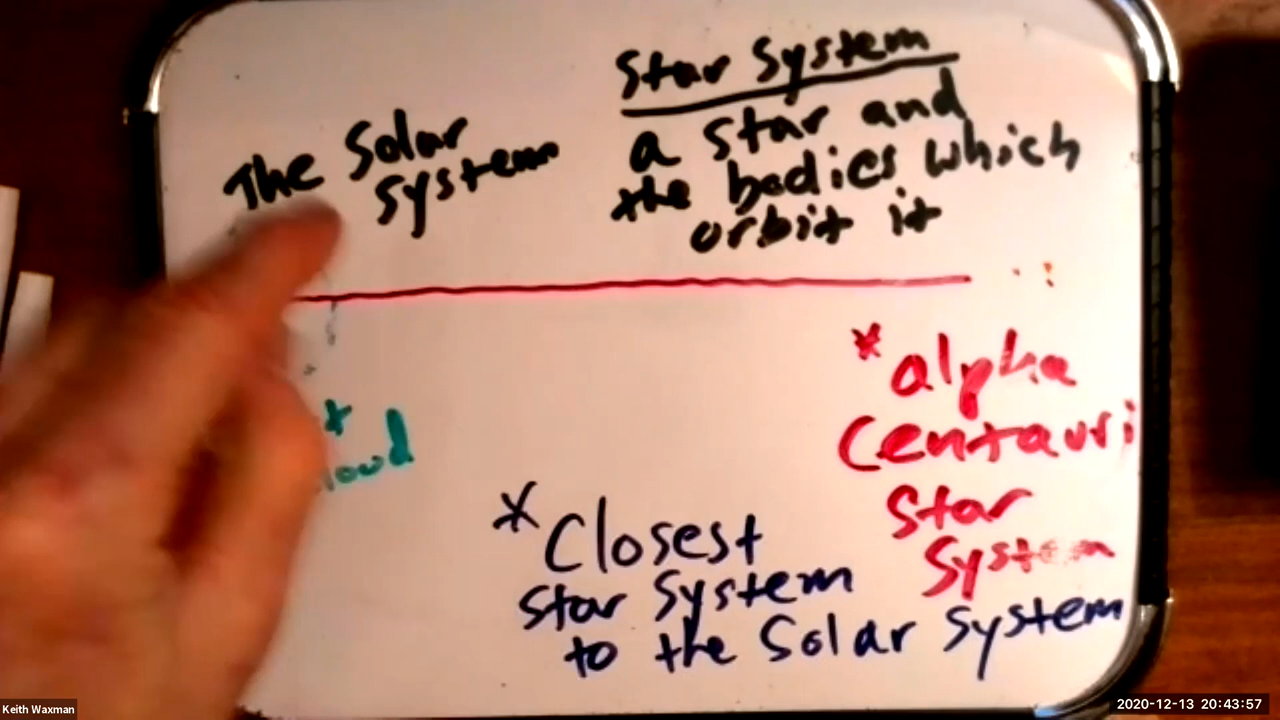 The Solar
System
Star System
a star and
the bodies which
orbit it
* alpha
Centauri
Star
System
* Closest
Star System
to the Solar System
Keith Waxman
2020-12-13 20:43:57